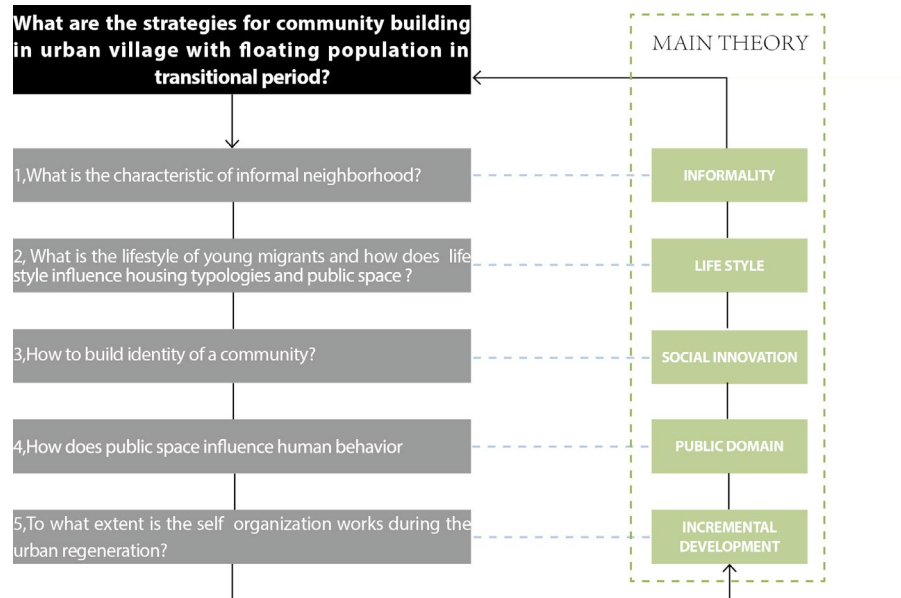 What are the strategies for community building
in urban village with floating population in
transitional period?
MAIN THEORY
1,What is the characteristic of informal neighborhood?
INFORMALITY
2, What is the lifestyle of young migrants and how does life
style influence housing typologies and public space ?
LIFE STYLE
3,How to build identity of a community?
SOCIAL INNOVATION
4,How does public space influence human behavior
PUBLIC DOMAIN
5,To what extent is the self organization works during the
urban regeneration?
INCREMENTAL
DEVELOPMENT